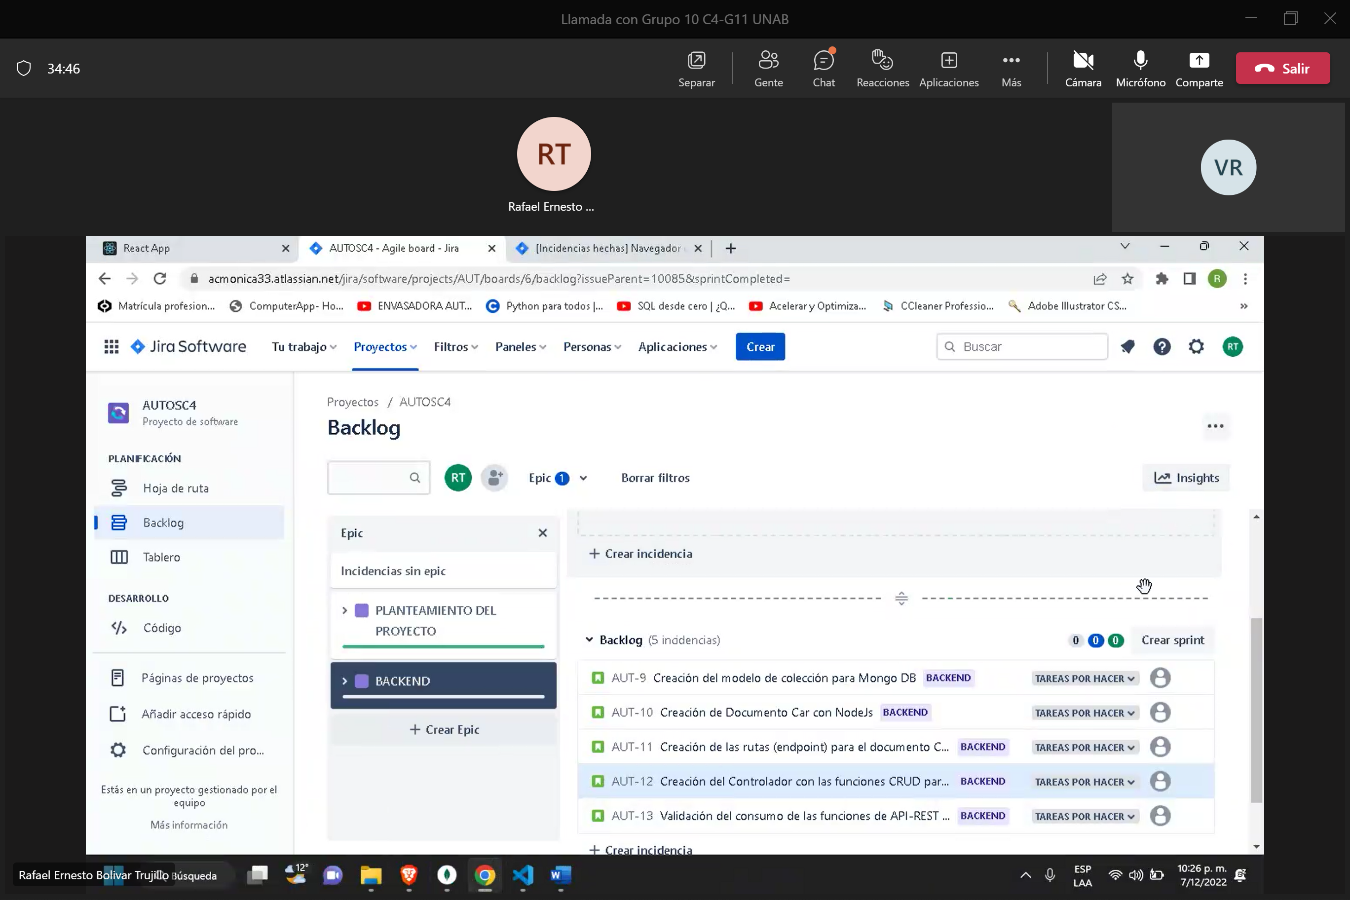 Llamada con Grupo 10 C4-G11 UNAB
34:46
Separar
Gente
Chat
Reacciones
Aplicaciones
Más
Cámara
Micrófono
Comparte
Salir
RT
Rafael Ernesto ...
VR
React App
AUTOSC4 - Agile board - Jira
[Incidencias hechas] Navegador
acmonica33.atlassian.net/jira/software/projects/AUT/boards/6/backlog?issueParent=10085&sprintCompleted=
R
Matrícula profesion...
ComputerApp- Ho...
ENVASADORA AUT...
Python para todos |...
SQL desde cero | ¿Q...
Acelerar y Optimiza...
CCleaner Professio...
Adobe Illustrator CS...
»
Jira Software
Tu trabajo
Proyectos
Filtros
Paneles
Personas
Aplicaciones
Crear
Buscar
RT
AUTOSC4
Proyecto de software
PLANIFICACIÓN
Hoja de ruta
Backlog
Tablero
DESARROLLO
Código
Páginas de proyectos
Añadir acceso rápido
Configuración del pro...
Estás en un proyecto gestionado por el
equipo
Más información
Proyectos / AUTOSC4
Backlog
RT
Epic 1
Borrar filtros
Insights
Epic
Incidencias sin epic
PLANTEAMIENTO DEL
PROYECTO
BACKEND
+ Crear Epic
+ Crear incidencia
Backlog (5 incidencias)
0 0 0
Crear sprint
AUT-9 Creación del modelo de colección para Mongo DB BACKEND TAREAS POR HACER
AUT-10 Creación de Documento Car con NodeJs BACKEND TAREAS POR HACER
AUT-11 Creación de las rutas (endpoint) para el documento C... BACKEND TAREAS POR HACER
AUT-12 Creación del Controlador con las funciones CRUD par... BACKEND TAREAS POR HACER
AUT-13 Validación del consumo de las funciones de API-REST ... BACKEND TAREAS POR HACER
+ Crear incidencia
Rafael Ernesto Bolivar Trujillo
Búsqueda
12°
ESP
LAA
10:26 p. m.
7/12/2022